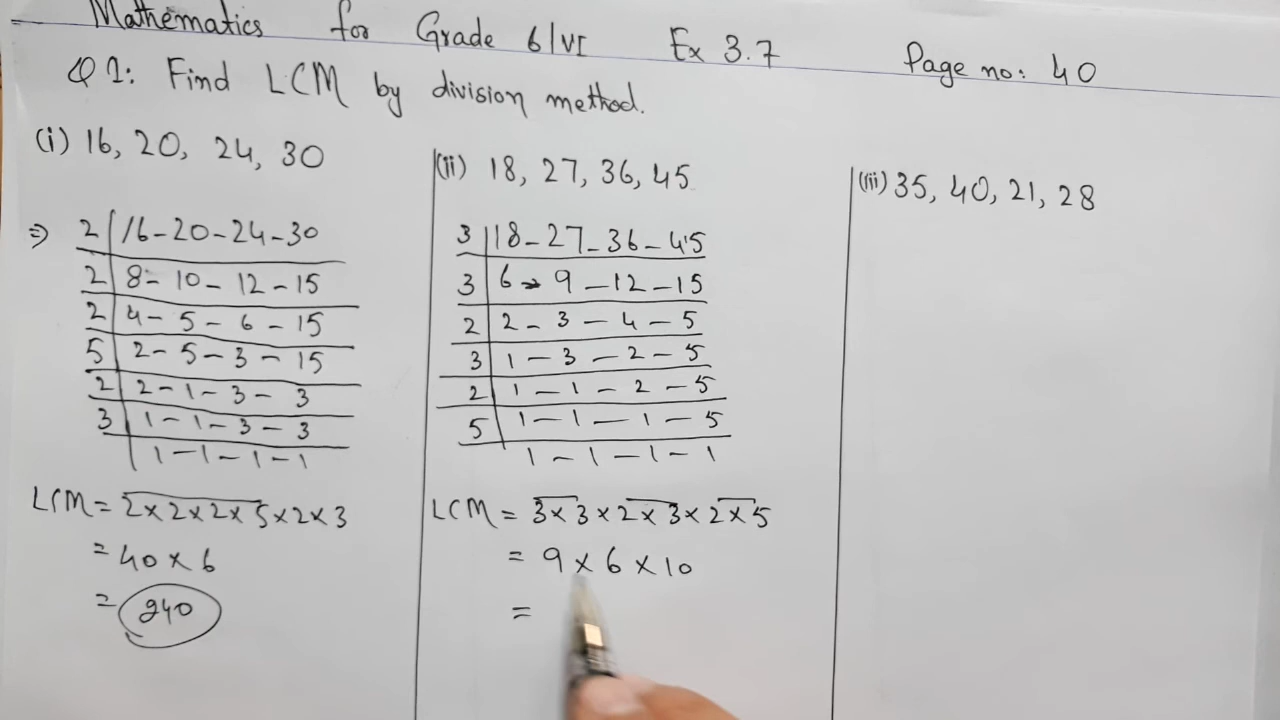 Mathematics for Grade 6/VI Ex 3.7 Page no: 40
Q 1: Find LCM by division method.
(i) 16, 20, 24, 30
⇒ 2 | 16 - 20 - 24 - 30
2 | 8 - 10 - 12 - 15
2 | 4 - 5 - 6 - 15
5 | 2 - 5 - 3 - 15
2 | 2 - 1 - 3 - 3
3 | 1 - 1 - 3 - 3
| 1 - 1 - 1 - 1
LCM = 2 × 2 × 2 × 5 × 2 × 3
= 40 × 6
= 240
(ii) 18, 27, 36, 45
3 | 18 - 27 - 36 - 45
3 | 6 - 9 - 12 - 15
2 | 2 - 3 - 4 - 5
3 | 1 - 3 - 2 - 5
2 | 1 - 1 - 2 - 5
5 | 1 - 1 - 1 - 5
| 1 - 1 - 1 - 1
LCM = 3 × 3 × 2 × 3 × 2 × 5
= 9 × 6 × 10
=
(iii) 35, 40, 21, 28